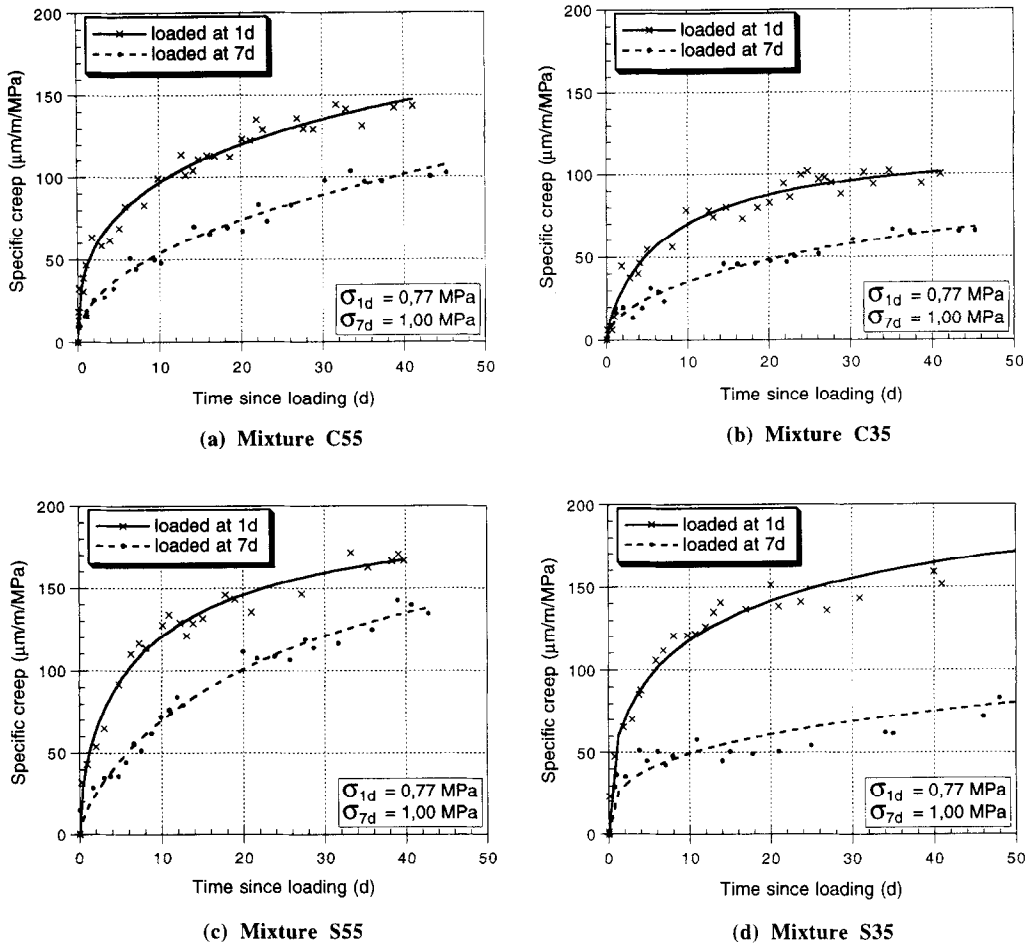 200
150
100
50
0
Specific creep (μm/m/MPa)
loaded at 1d
loaded at 7d
σ1d = 0,77 MPa
σ7d = 1,00 MPa
0 10 20 30 40 50
Time since loading (d)
(a) Mixture C55
200
150
100
50
0
Specific creep (μm/m/MPa)
loaded at 1d
loaded at 7d
σ1d = 0,77 MPa
σ7d = 1,00 MPa
0 10 20 30 40 50
Time since loading (d)
(b) Mixture C35
200
150
100
50
0
Specific creep (μm/m/MPa)
loaded at 1d
loaded at 7d
σ1d = 0,77 MPa
σ7d = 1,00 MPa
0 10 20 30 40 50
Time since loading (d)
(c) Mixture S55
200
150
100
50
0
Specific creep (μm/m/MPa)
loaded at 1d
loaded at 7d
σ1d = 0,77 MPa
σ7d = 1,00 MPa
0 10 20 30 40 50
Time since loading (d)
(d) Mixture S35